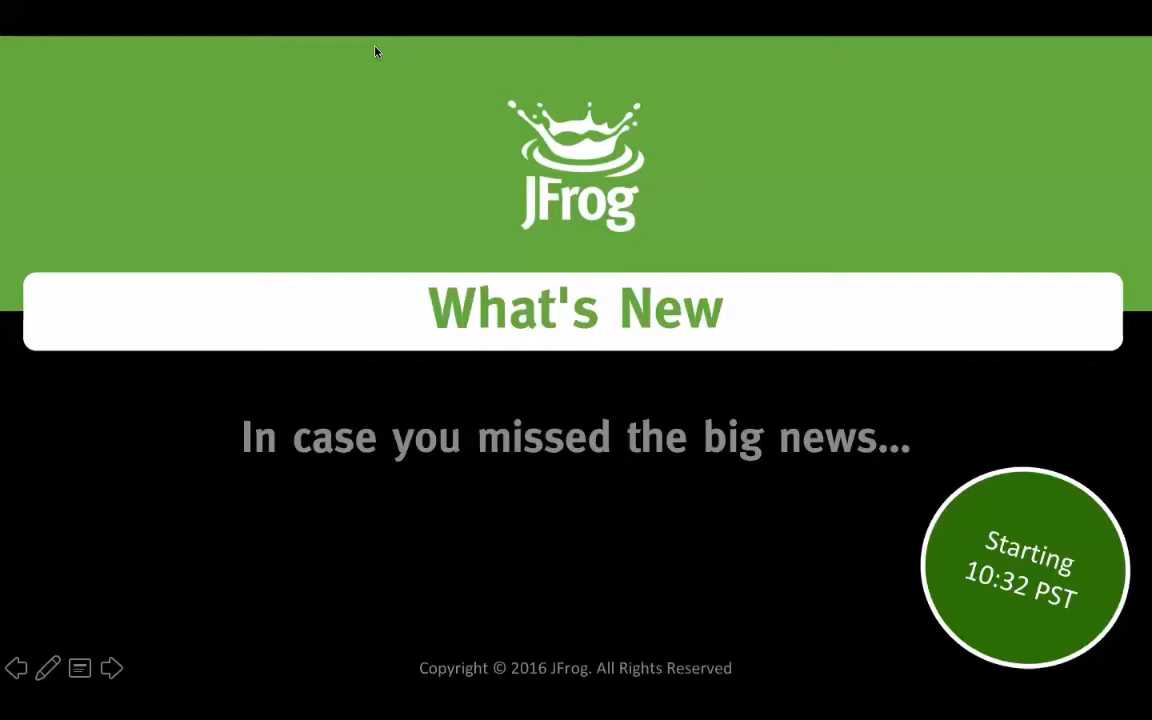 JFrog
What's New
In case you missed the big news...
Starting
10:32 PST
Copyright © 2016 JFrog. All Rights Reserved